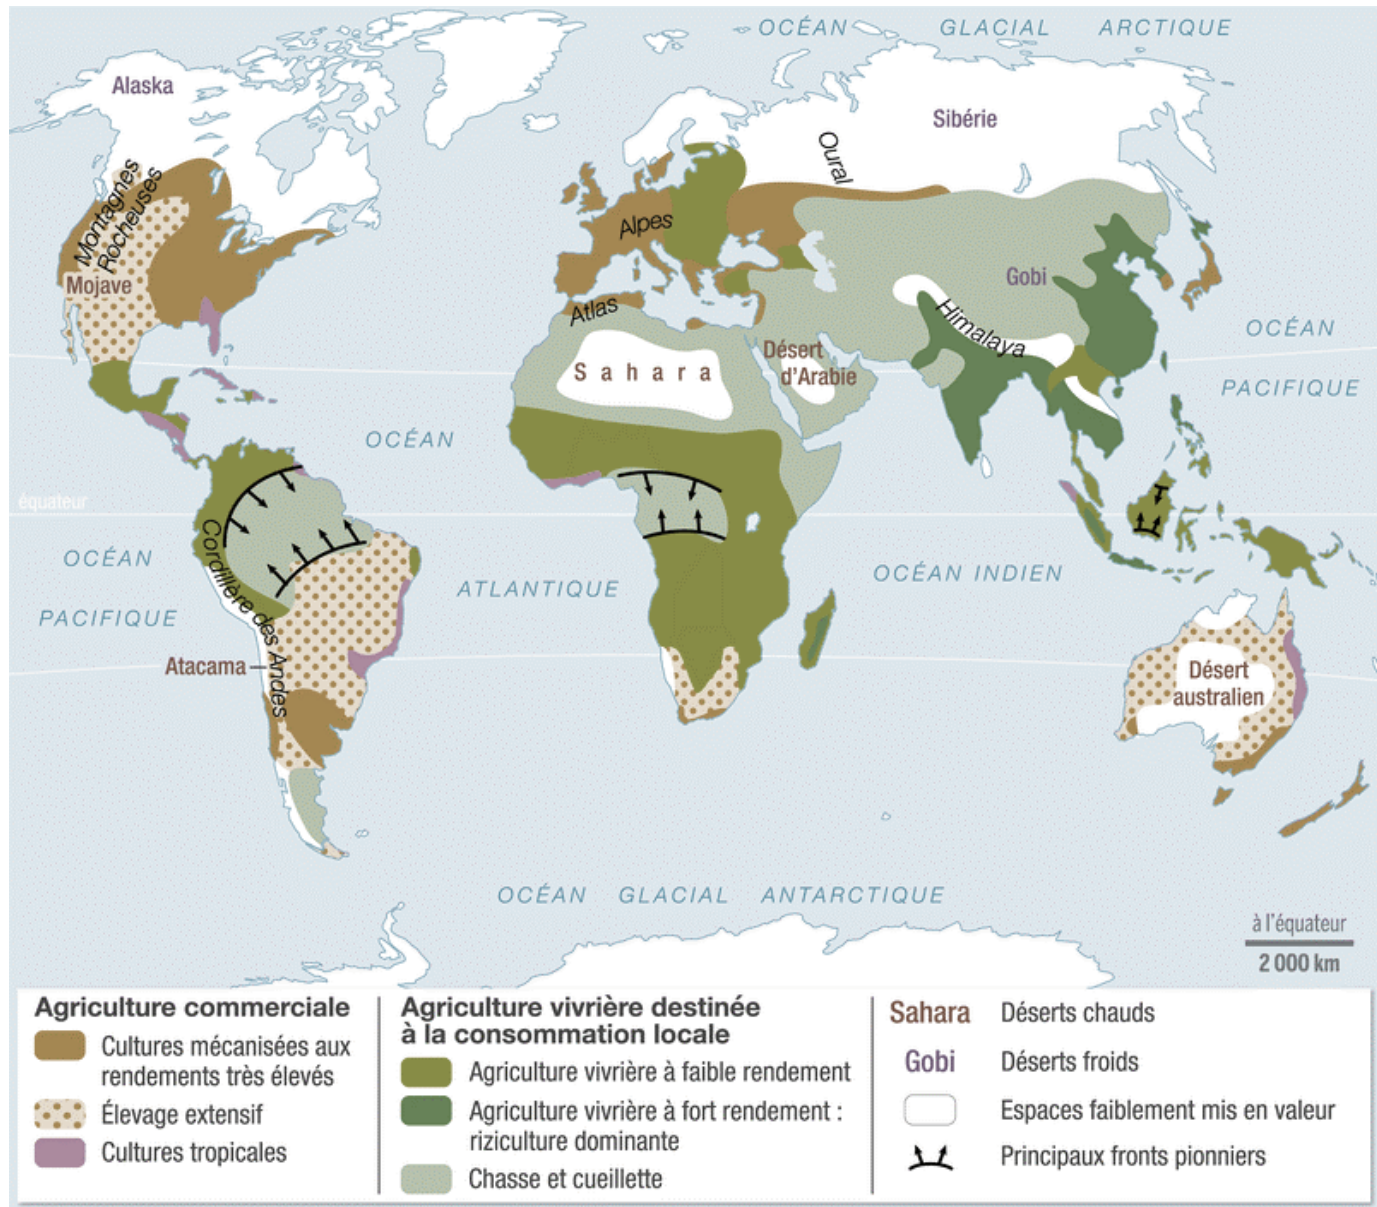 OCÉAN GLACIAL ARCTIQUE
Alaska
Sibérie
Oural
Montagnes
Rocheuses
Alpes
Mojave
Gobi
Atlas
Himalaya
OCÉAN
PACIFIQUE
Désert
d'Arabie
Sahara
OCÉAN
équateur
Cordillère des Andes
OCÉAN
PACIFIQUE
ATLANTIQUE
OCÉAN INDIEN
Atacama
Désert
australien
OCÉAN GLACIAL ANTARCTIQUE
à l'équateur
2 000 km
Agriculture commerciale
Cultures mécanisées aux
rendements très élevés
Élevage extensif
Cultures tropicales
Agriculture vivrière destinée
à la consommation locale
Agriculture vivrière à faible rendement
Agriculture vivrière à fort rendement :
riziculture dominante
Chasse et cueillette
Sahara Déserts chauds
Gobi Déserts froids
Espaces faiblement mis en valeur
Principaux fronts pionniers